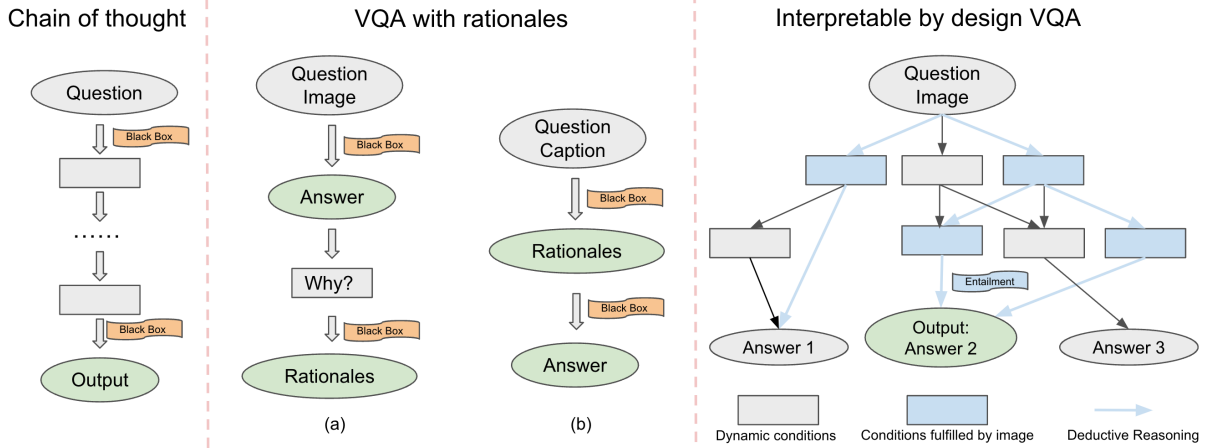 Chain of thought
Question
Black Box
......
Black Box
Output
VQA with rationales
Question
Image
Black Box
Answer
Why?
Black Box
Rationales
(a)
Question
Caption
Black Box
Rationales
Black Box
Answer
(b)
Interpretable by design VQA
Question
Image
Entailment
Answer 1
Output:
Answer 2
Answer 3
Dynamic conditions
Conditions fulfilled by image
Deductive Reasoning